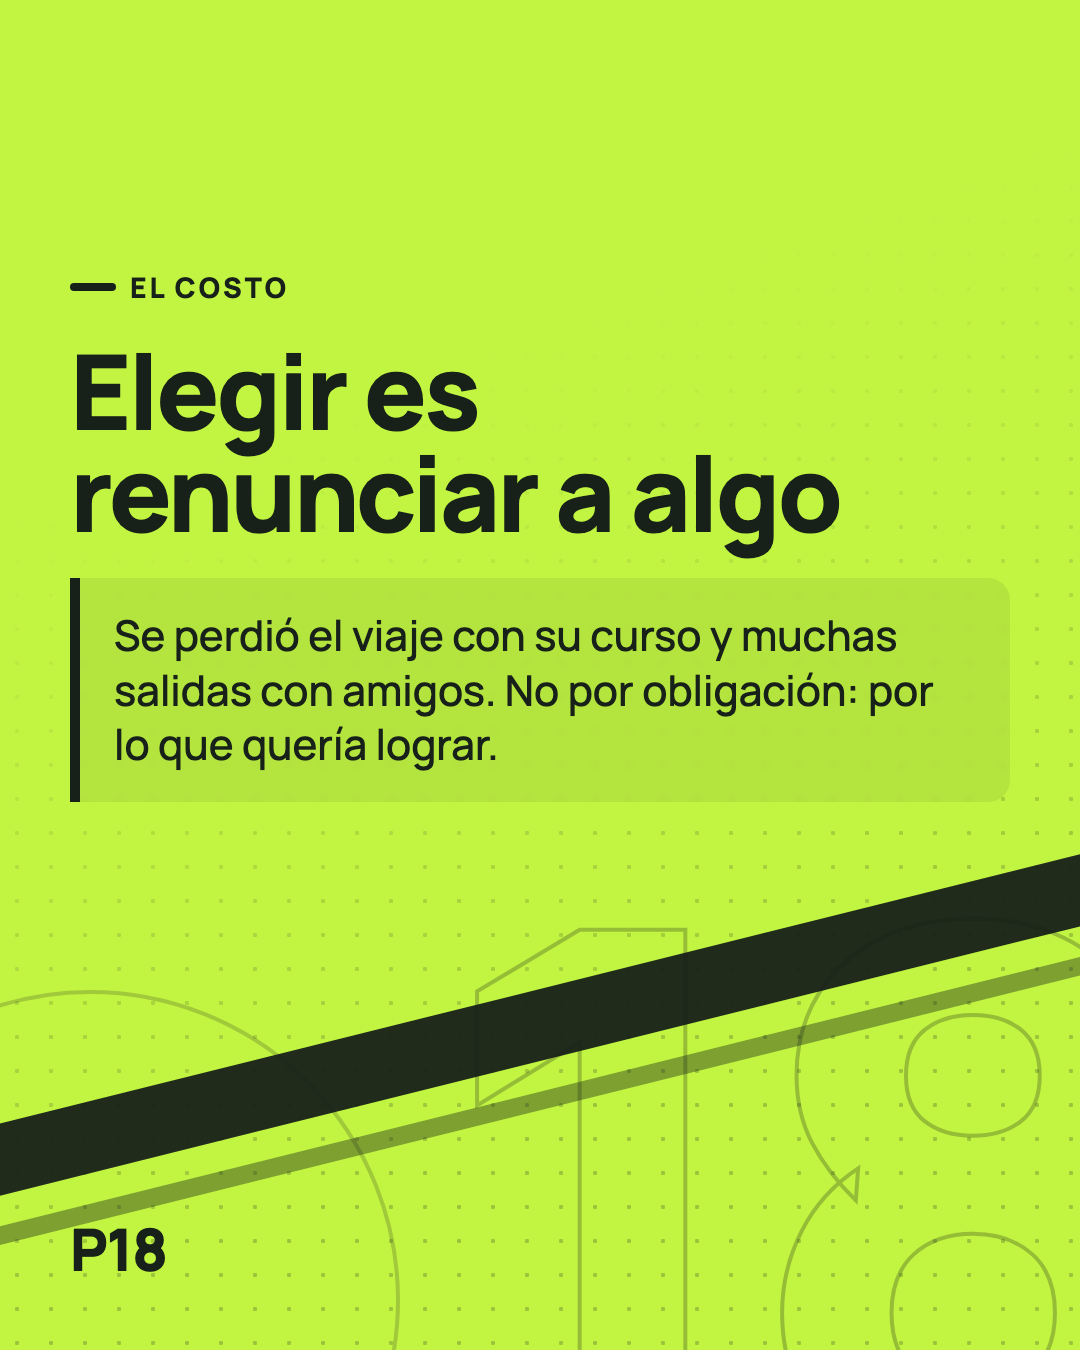 EL COSTO
Elegir es
renunciar a algo
Se perdió el viaje con su curso y muchas
salidas con amigos. No por obligación: por
lo que quería lograr.
P18
18